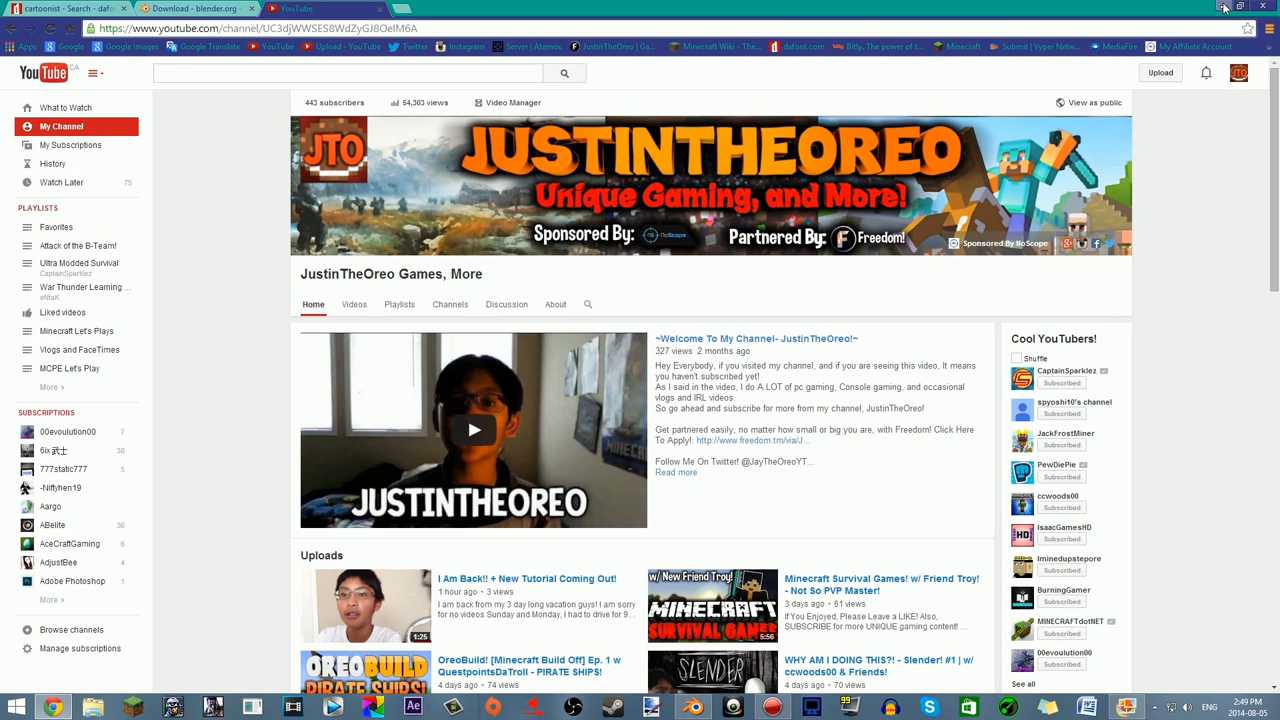 cartoonist - Search - dafo
Download - blender.org -
YouTube
https://www.youtube.com/channel/UC3djWWSES8WdZyGJ8OeIM6A
Apps
Google
Google Images
Google Translate
YouTube
Upload - YouTube
Twitter
Instagram
Server | Aternos
JustinTheOreo | Ga...
Minecraft Wiki - The...
dafont.com
Bitly. The power of t...
Minecraft
Submit | Vyper Netw...
MediaFire
My Affiliate Account
YouTube CA
Upload
JTO
What to Watch
My Channel
My Subscriptions
History
Watch Later 75
PLAYLISTS
Favorites
Attack of the B-Team!
Ultra Modded Survival
CaptainSparklez
War Thunder Learning ...
eNtaK
Liked videos
Minecraft Let's Plays
Vlogs and FaceTimes
MCPE Let's Play
More ›
SUBSCRIPTIONS
00evoulution00 7
6ix 武士 38
777static777 5
-Niftyhen19
Aargo
ABelite 36
AceCraftGaming 6
AdjustBee 4
Adobe Photoshop 1
More ›
Browse channels
Manage subscriptions
443 subscribers 54,303 views Video Manager View as public
JTO
JUSTINTHEOREO
Unique Gaming, and More!
Sponsored By: NoScope Partnered By: Freedom!
Sponsored By NoScope
JustinTheOreo Games, More
Home Videos Playlists Channels Discussion About
JUSTINTHEOREO
~Welcome To My Channel- JustinTheOreo!~
327 views 2 months ago
Hey Everybody, if you visited my channel, and if you are seeing this video, It means
you haven't subscribed yet!
As I said in the video, I do A LOT of pc gaming, Console gaming, and occasional
vlogs and IRL videos.
So go ahead and subscribe for more from my channel, JustinTheOreo!
Get partnered easily, no matter how small or big you are, with Freedom! Click Here
To Apply!: http://www.freedom.tm/via/J...
Follow Me On Twitter! @JayTheOreoYT...
Read more
Uploads
1:25
I Am Back!! + New Tutorial Coming Out!
1 hour ago • 3 views
I am back from my 3 day long vacation guys! I am sorry
for no videos Sunday and Monday, I had to drive for 9...
w/ New Friend Troy!
MINECRAFT
SURVIVAL GAMES!
5:56
Minecraft Survival Games! w/ Friend Troy!
- Not So PVP Master!
3 days ago • 61 views
If You Enjoyed, Please Leave a LIKE! Also,
SUBSCRIBE for more UNIQUE gaming content! ...
OREOBUILD
PIRATE SHIPS!
OreoBuild! [Minecraft Build Off] Ep. 1 w
QuestpointsDaTroll - PIRATE SHIPS!
4 days ago • 74 views
SLENDER
WHY AM I DOING THIS?! - Slender! #1 | w/
ccwoods00 & Friends!
4 days ago • 70 views
Cool YouTubers!
Shuffle
CaptainSparklez
Subscribed
spyoshi10's channel
Subscribed
JackFrostMiner
Subscribed
PewDiePie
Subscribed
ccwoods00
Subscribed
IsaacGamesHD
Subscribed
Iminedupstepore
Subscribed
BurningGamer
Subscribed
MINECRAFTdotNET
Subscribed
00evoulution00
Subscribed
See all
ENG
2:49 PM
2014-08-05